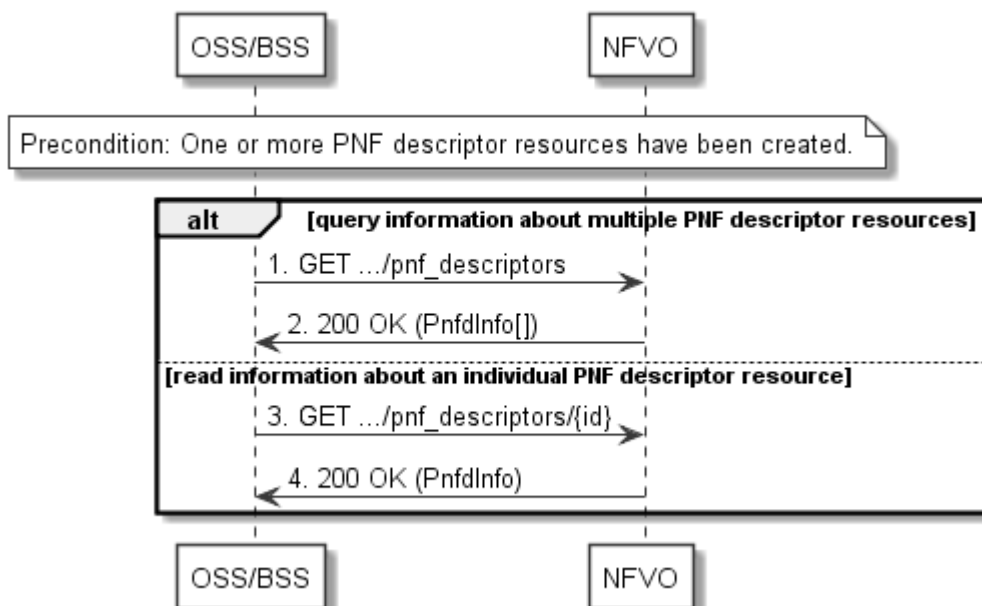 OSS/BSS
NFVO
Precondition: One or more PNF descriptor resources have been created.
alt
[query information about multiple PNF descriptor resources]
1. GET .../pnf_descriptors
2. 200 OK (PnfdInfo[])
[read information about an individual PNF descriptor resource]
3. GET .../pnf_descriptors/{id}
4. 200 OK (PnfdInfo)
OSS/BSS
NFVO